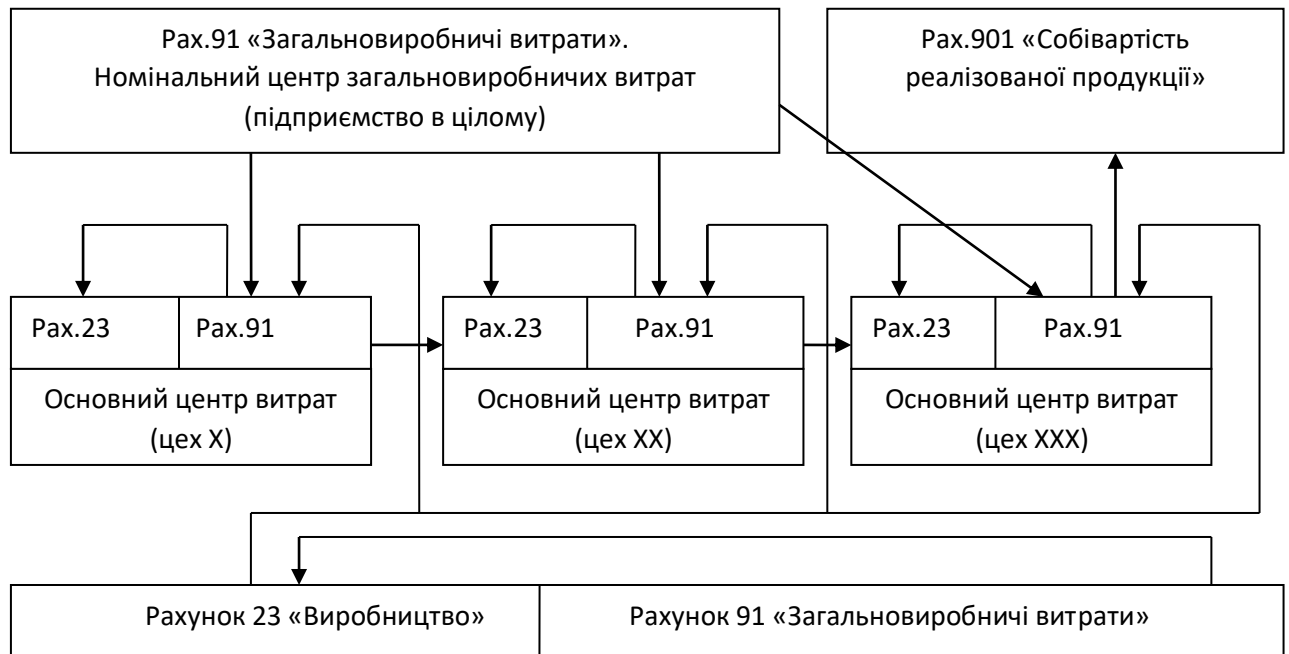 Рах.91 «Загальновиробничі витрати».
Номінальний центр загальновиробничих витрат
(підприємство в цілому)
Рах.901 «Собівартість
реалізованої продукції»
Рах.23
Рах.91
Основний центр витрат
(цех Х)
Рах.23
Рах.91
Основний центр витрат
(цех ХХ)
Рах.23
Рах.91
Основний центр витрат
(цех ХХХ)
Рахунок 23 «Виробництво»
Рахунок 91 «Загальновиробничі витрати»